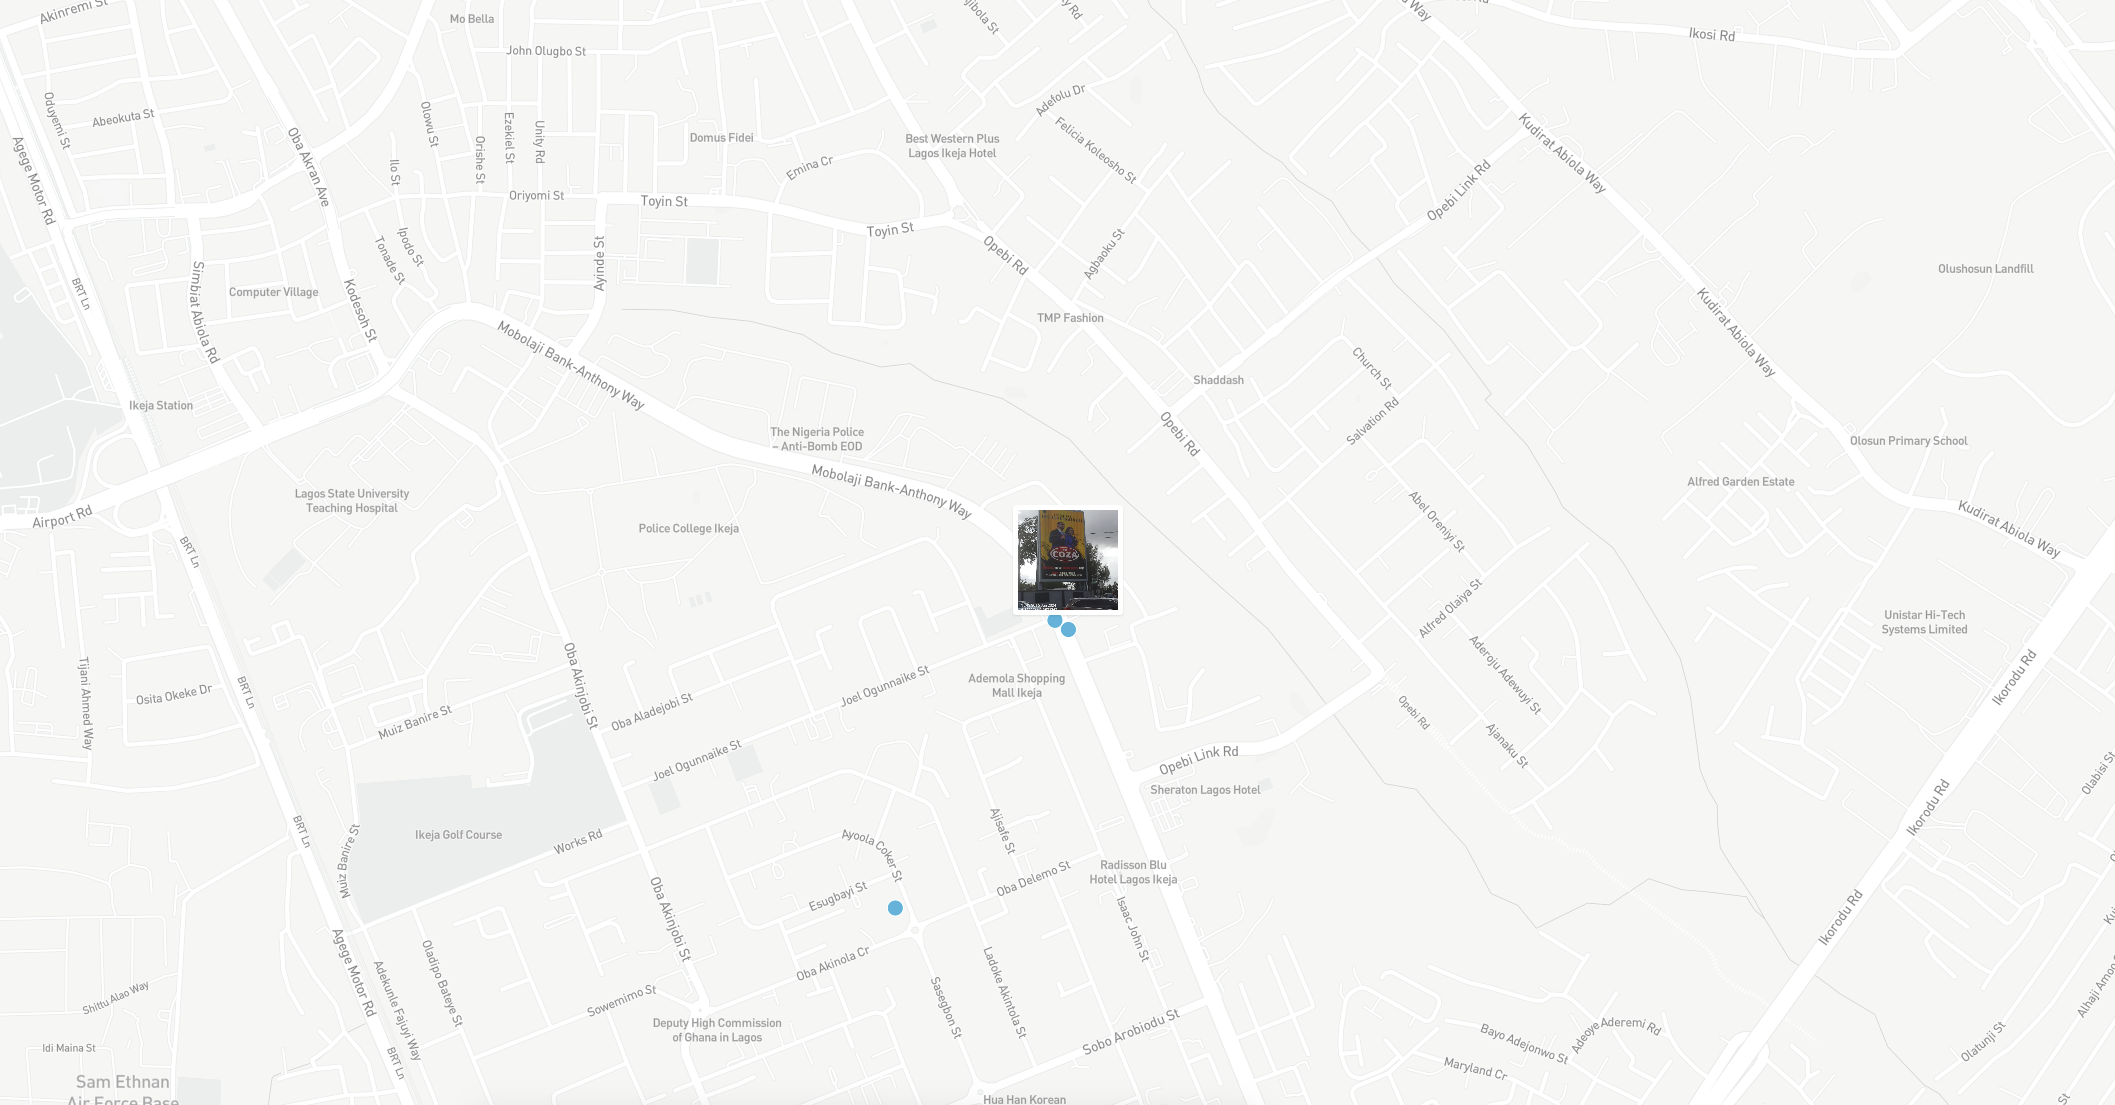 Akinremi St
Mo Bella
John Olugbo St
Ikosi Rd
Oduyemi St
Abeokuta St
Agege Motor Rd
Oba Akran Ave
Olowu St
Ilo St
Orishe St
Ezekiel St
Unity Rd
Domus Fidei
Emina Cr
Best Western Plus
Lagos Ikeja Hotel
Adefolu Dr
Felicia Koleosho St
Kudirat Abiola Way
Opebi Link Rd
Oriyomi St
Toyin St
Toyin St
Opebi Rd
Agbaoku St
Ipodo St
Tonade St
Ayinde St
BRT Ln
Simbiat Abiola Rd
Computer Village
Kodesoh St
Olushosun Landfill
TMP Fashion
Kudirat Abiola Way
Mobolaji Bank-Anthony Way
Shaddash
Church St
Salvation Rd
Ikeja Station
Opebi Rd
The Nigeria Police
– Anti-Bomb EOD
Olosun Primary School
Alfred Garden Estate
Mobolaji Bank-Anthony Way
Lagos State University
Teaching Hospital
Airport Rd
Police College Ikeja
Abel Oreniyi St
Kudirat Abiola Way
BRT Ln
COZA
Alfred Olaiya St
Unistar Hi-Tech
Systems Limited
Aderoju Adewuyi St
Ikorodu Rd
Tijani Ahmed Way
Osita Okeke Dr
BRT Ln
Muiz Banire St
Oba Akinjobi St
Oba Aladejobi St
Joel Ogunnaike St
Ademola Shopping
Mall Ikeja
Opebi Rd
Ajanaku St
Joel Ogunnaike St
Opebi Link Rd
Sheraton Lagos Hotel
Olabisi St
Ikorodu Rd
BRT Ln
Muiz Banire St
Ikeja Golf Course
Works Rd
Ayoola Coker St
Ajisafe St
Radisson Blu
Hotel Lagos Ikeja
Oba Delemo St
Esugbayi St
Oba Akinjobi St
Isaac John St
Ikorodu Rd
Agege Motor Rd
Adekunle Fajuyi Way
Oladipo Bateye St
Oba Akinola Cr
Sasegbon St
Ladoke Akintola St
Shittu Alao Way
Sowemimo St
Deputy High Commission
of Ghana in Lagos
Sobo Arobiodu St
Bayo Adejonwo St
Adeoye Aderemi Rd
Maryland Cr
Olatunji St
Idi Maina St
BRT Ln
Sam Ethnan
Air Force Base
Hua Han Korean